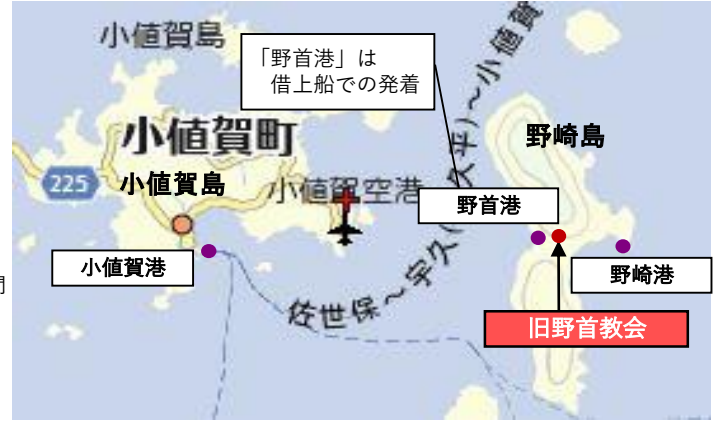 小値賀島
「野首港」は
借上船での発着
小値賀町
野崎島
225
小値賀島
小値賀空港
野首港
小値賀港
野崎港
佐世保～宇久(
久平)～小値賀
旧野首教会